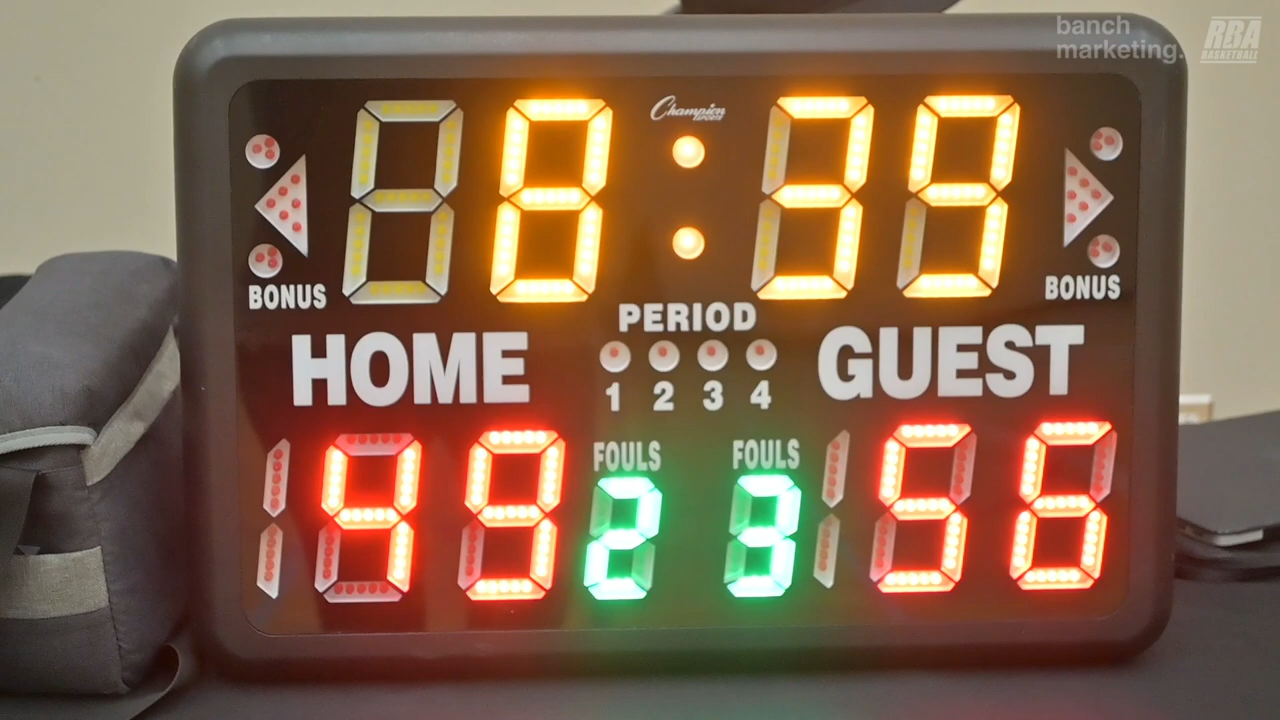 banch
marketing.
RBA
BASKETBALL
Champion
SPORTS
8:39
BONUS
BONUS
PERIOD
HOME
GUEST
1 2 3 4
FOULS
FOULS
49
2
3
56